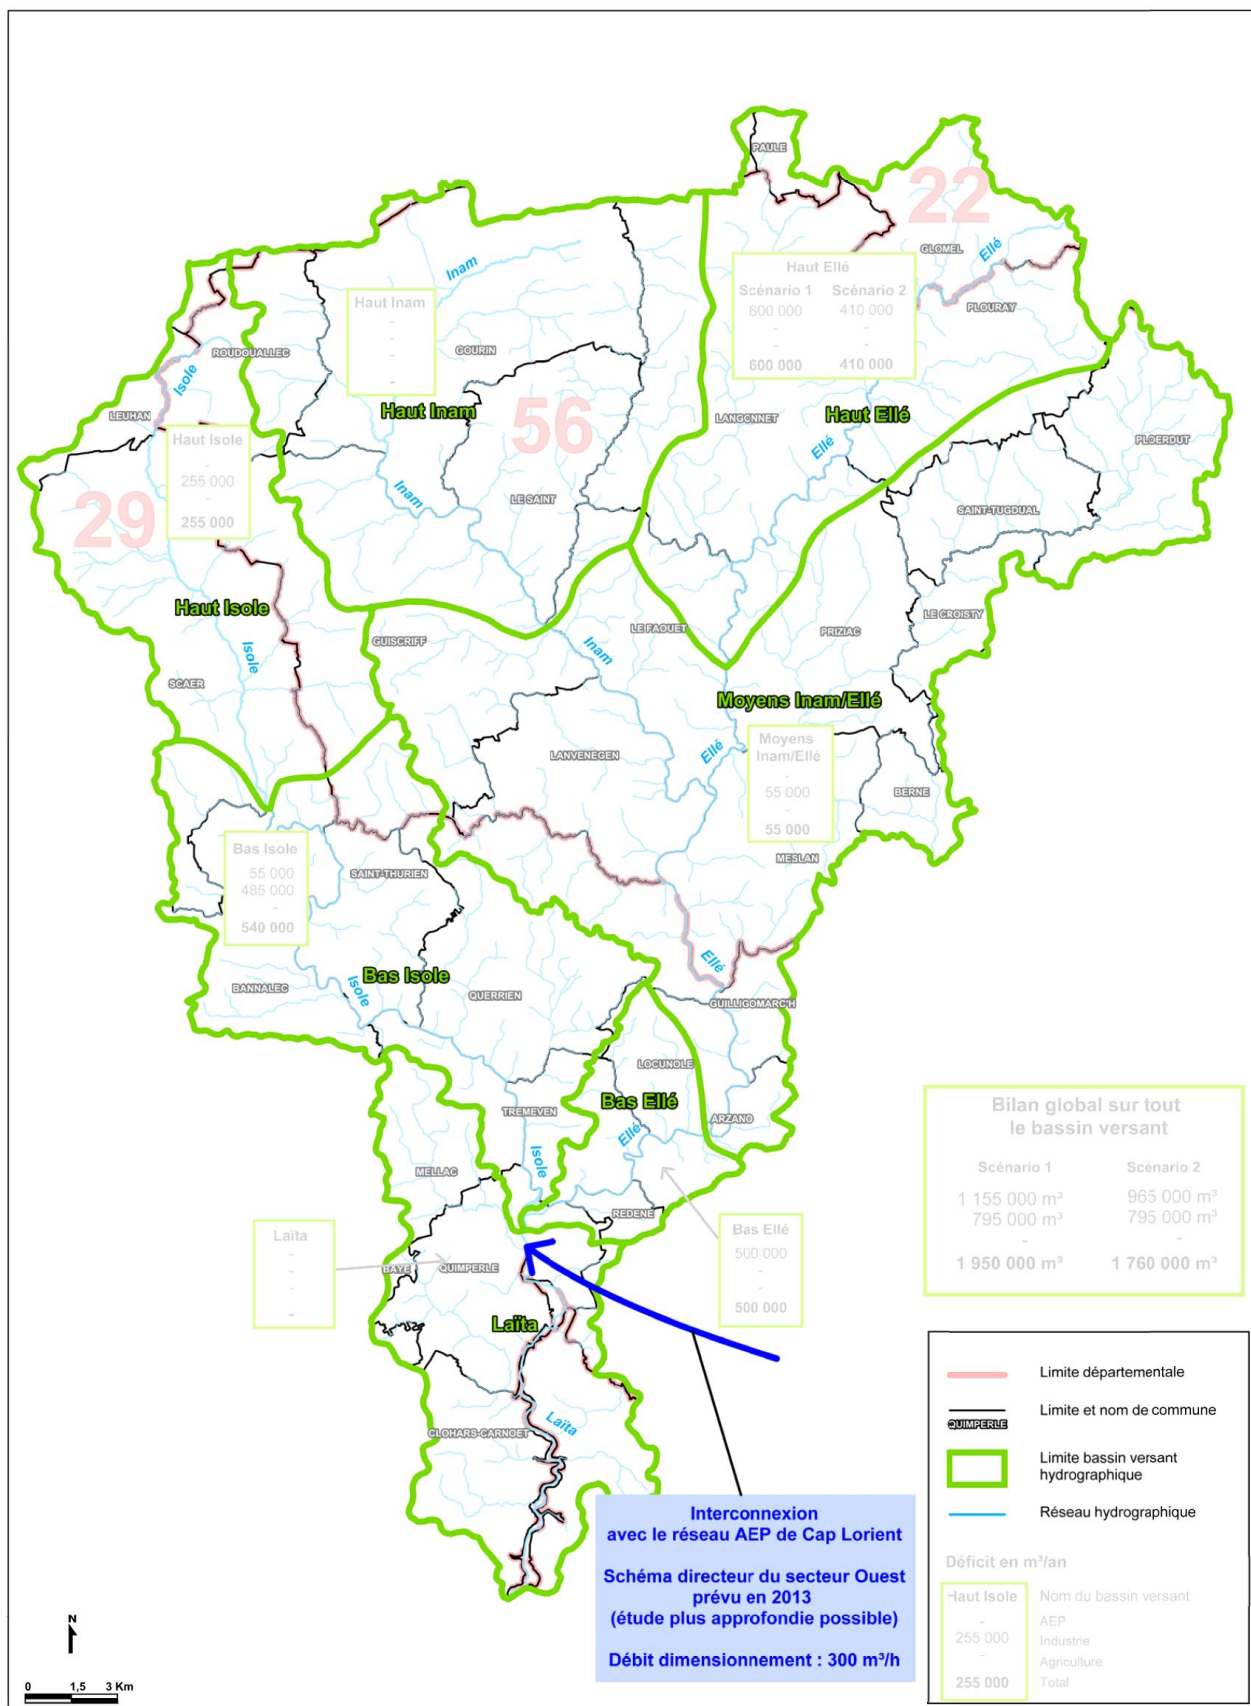 PAULE
22
GLOMEL
Ellé
PLOURAY
Haut Ellé
Scénario 1 Scénario 2
600 000 410 000
- -
- -
600 000 410 000
Inam
Haut Inam
-
-
-
-
GOURIN
ROUDOUALLEC
Isole
LEUHAN
Haut Inam
56
LANGONNET
Haut Ellé
Ellé
PLOERDUT
Haut Isole
-
255 000
-
255 000
29
Inam
LE SAINT
SAINT-TUGDUAL
Haut Isole
GUISCRIFF
LE FAOUET
PRIZIAC
LE CROISTY
Inam
Isole
SCAER
Moyens Inam/Ellé
LANVENEGEN
Ellé
Moyens
Inam/Ellé
-
55 000
-
55 000
BERNE
MESLAN
Bas Isole
55 000
485 000
-
540 000
SAINT-THURIEN
Bas Isole
BANNALEC
Isole
QUERRIEN
Ellé
GUILLIGOMARC'H
LOCUNOLE
Bas Ellé
TREMEVEN
ARZANO
Ellé
Isole
MELLAC
REDENE
Bilan global sur tout
le bassin versant
Scénario 1 Scénario 2
1 155 000 m³ 965 000 m³
795 000 m³ 795 000 m³
- -
1 950 000 m³ 1 760 000 m³
Laïta
-
-
-
-
BAYE
QUIMPERLE
Bas Ellé
500 000
-
-
500 000
Laïta
Laïta
CLOHARS-CARNOET
Interconnexion
avec le réseau AEP de Cap Lorient
Schéma directeur du secteur Ouest
prévu en 2013
(étude plus approfondie possible)
Débit dimensionnement : 300 m³/h
Limite départementale
Limite et nom de commune
QUIMPERLE
Limite bassin versant
hydrographique
Réseau hydrographique
Déficit en m³/an
Haut Isole Nom du bassin versant
- AEP
255 000 Industrie
- Agriculture
255 000 Total
N
0 1,5 3 Km